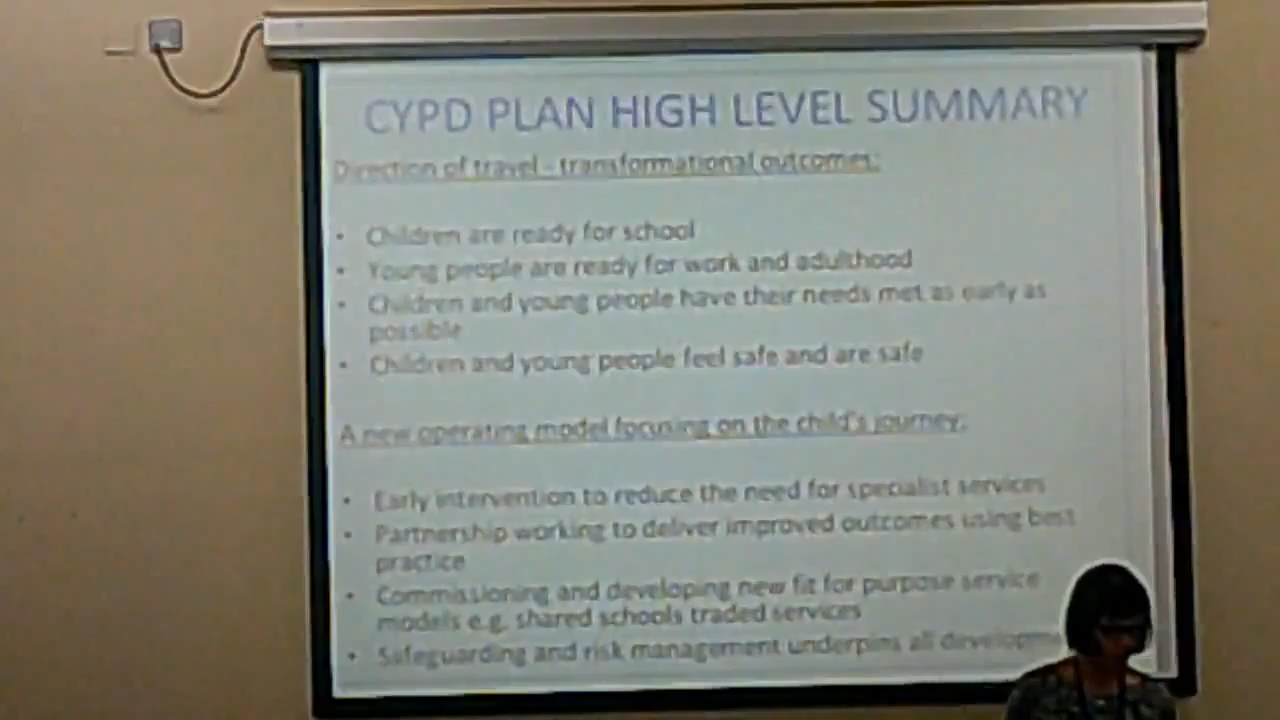 CYPD PLAN HIGH LEVEL SUMMARY
Direction of travel - transformational outcomes:
• Children are ready for school
• Young people are ready for work and adulthood
• Children and young people have their needs met as early as
possible
• Children and young people feel safe and are safe
A new operating model focusing on the child's journey:
• Early intervention to reduce the need for specialist services
• Partnership working to deliver improved outcomes using best
practice
• Commissioning and developing new fit for purpose service
models e.g. shared schools traded services
• Safeguarding and risk management underpins all